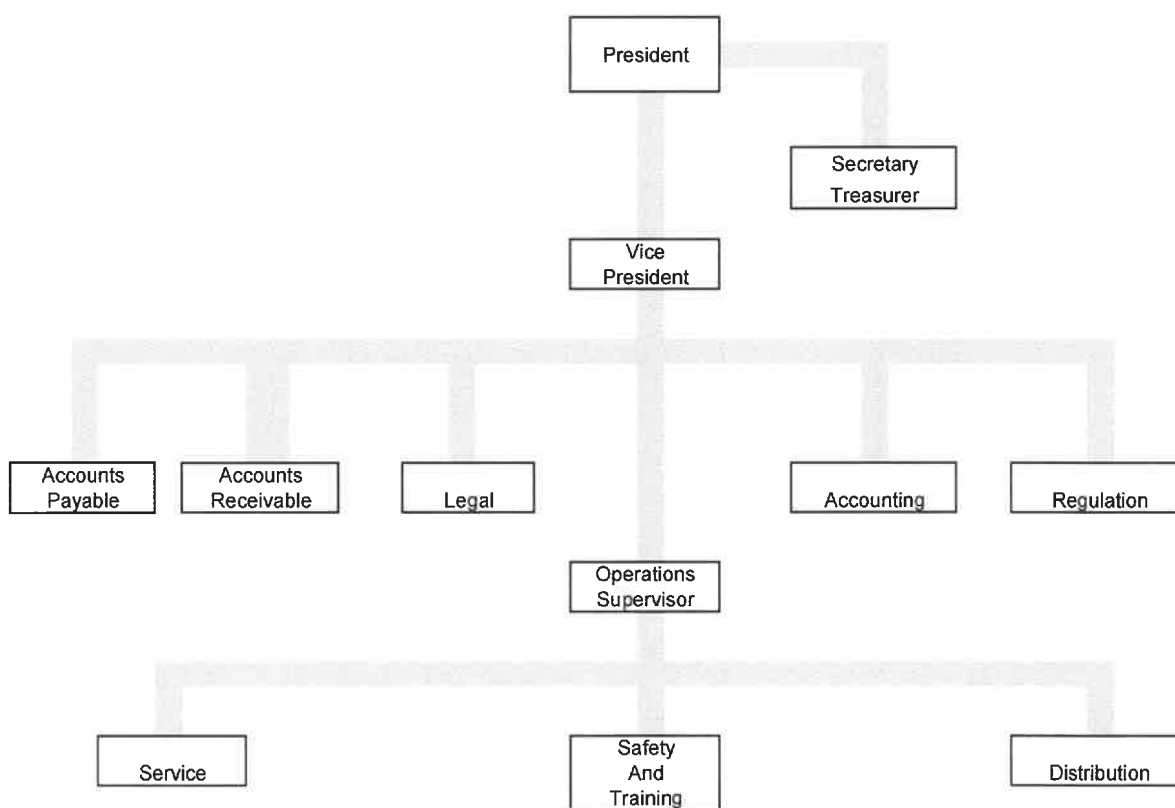 President
Secretary
Treasurer
Vice
President
Accounts
Payable
Accounts
Receivable
Legal
Accounting
Regulation
Operations
Supervisor
Service
Safety
And
Training
Distribution